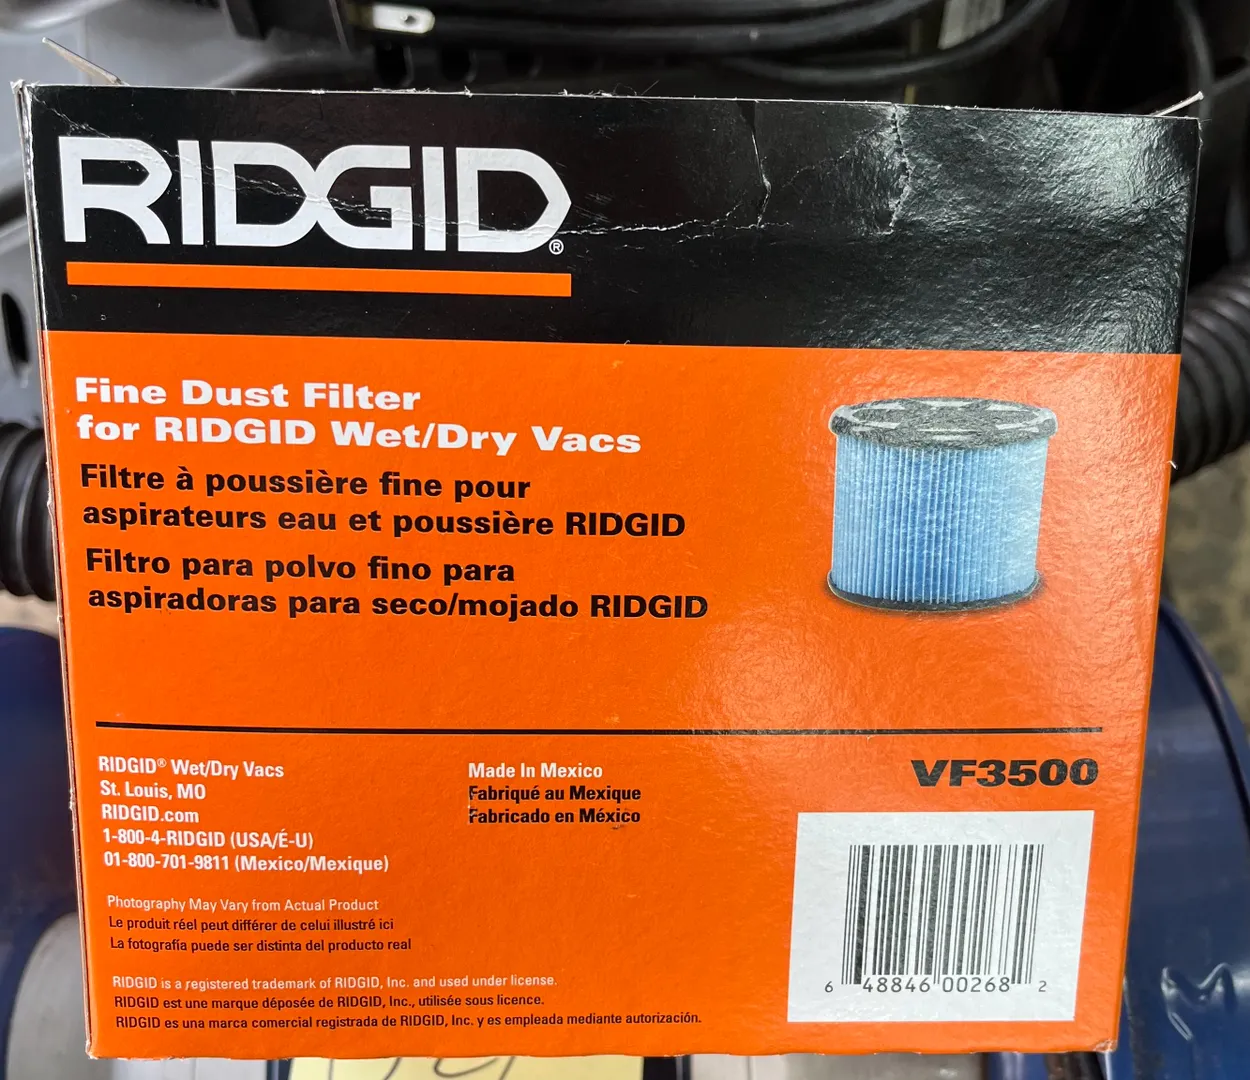 RIDGID®
Fine Dust Filter
for RIDGID Wet/Dry Vacs
Filtre à poussière fine pour
aspirateurs eau et poussière RIDGID
Filtro para polvo fino para
aspiradoras para seco/mojado RIDGID
RIDGID® Wet/Dry Vacs
St. Louis, MO
RIDGID.com
1-800-4-RIDGID (USA/É-U)
01-800-701-9811 (Mexico/Mexique)
Made In Mexico
Fabriqué au Mexique
Fabricado en México
VF3500
Photography May Vary from Actual Product
Le produit réel peut différer de celui illustré ici
La fotografía puede ser distinta del producto real
RIDGID is a registered trademark of RIDGID, Inc. and used under license.
RIDGID est une marque déposée de RIDGID, Inc., utilisée sous licence.
RIDGID es una marca comercial registrada de RIDGID, Inc. y es empleada mediante autorización.
6 48846 00268 2